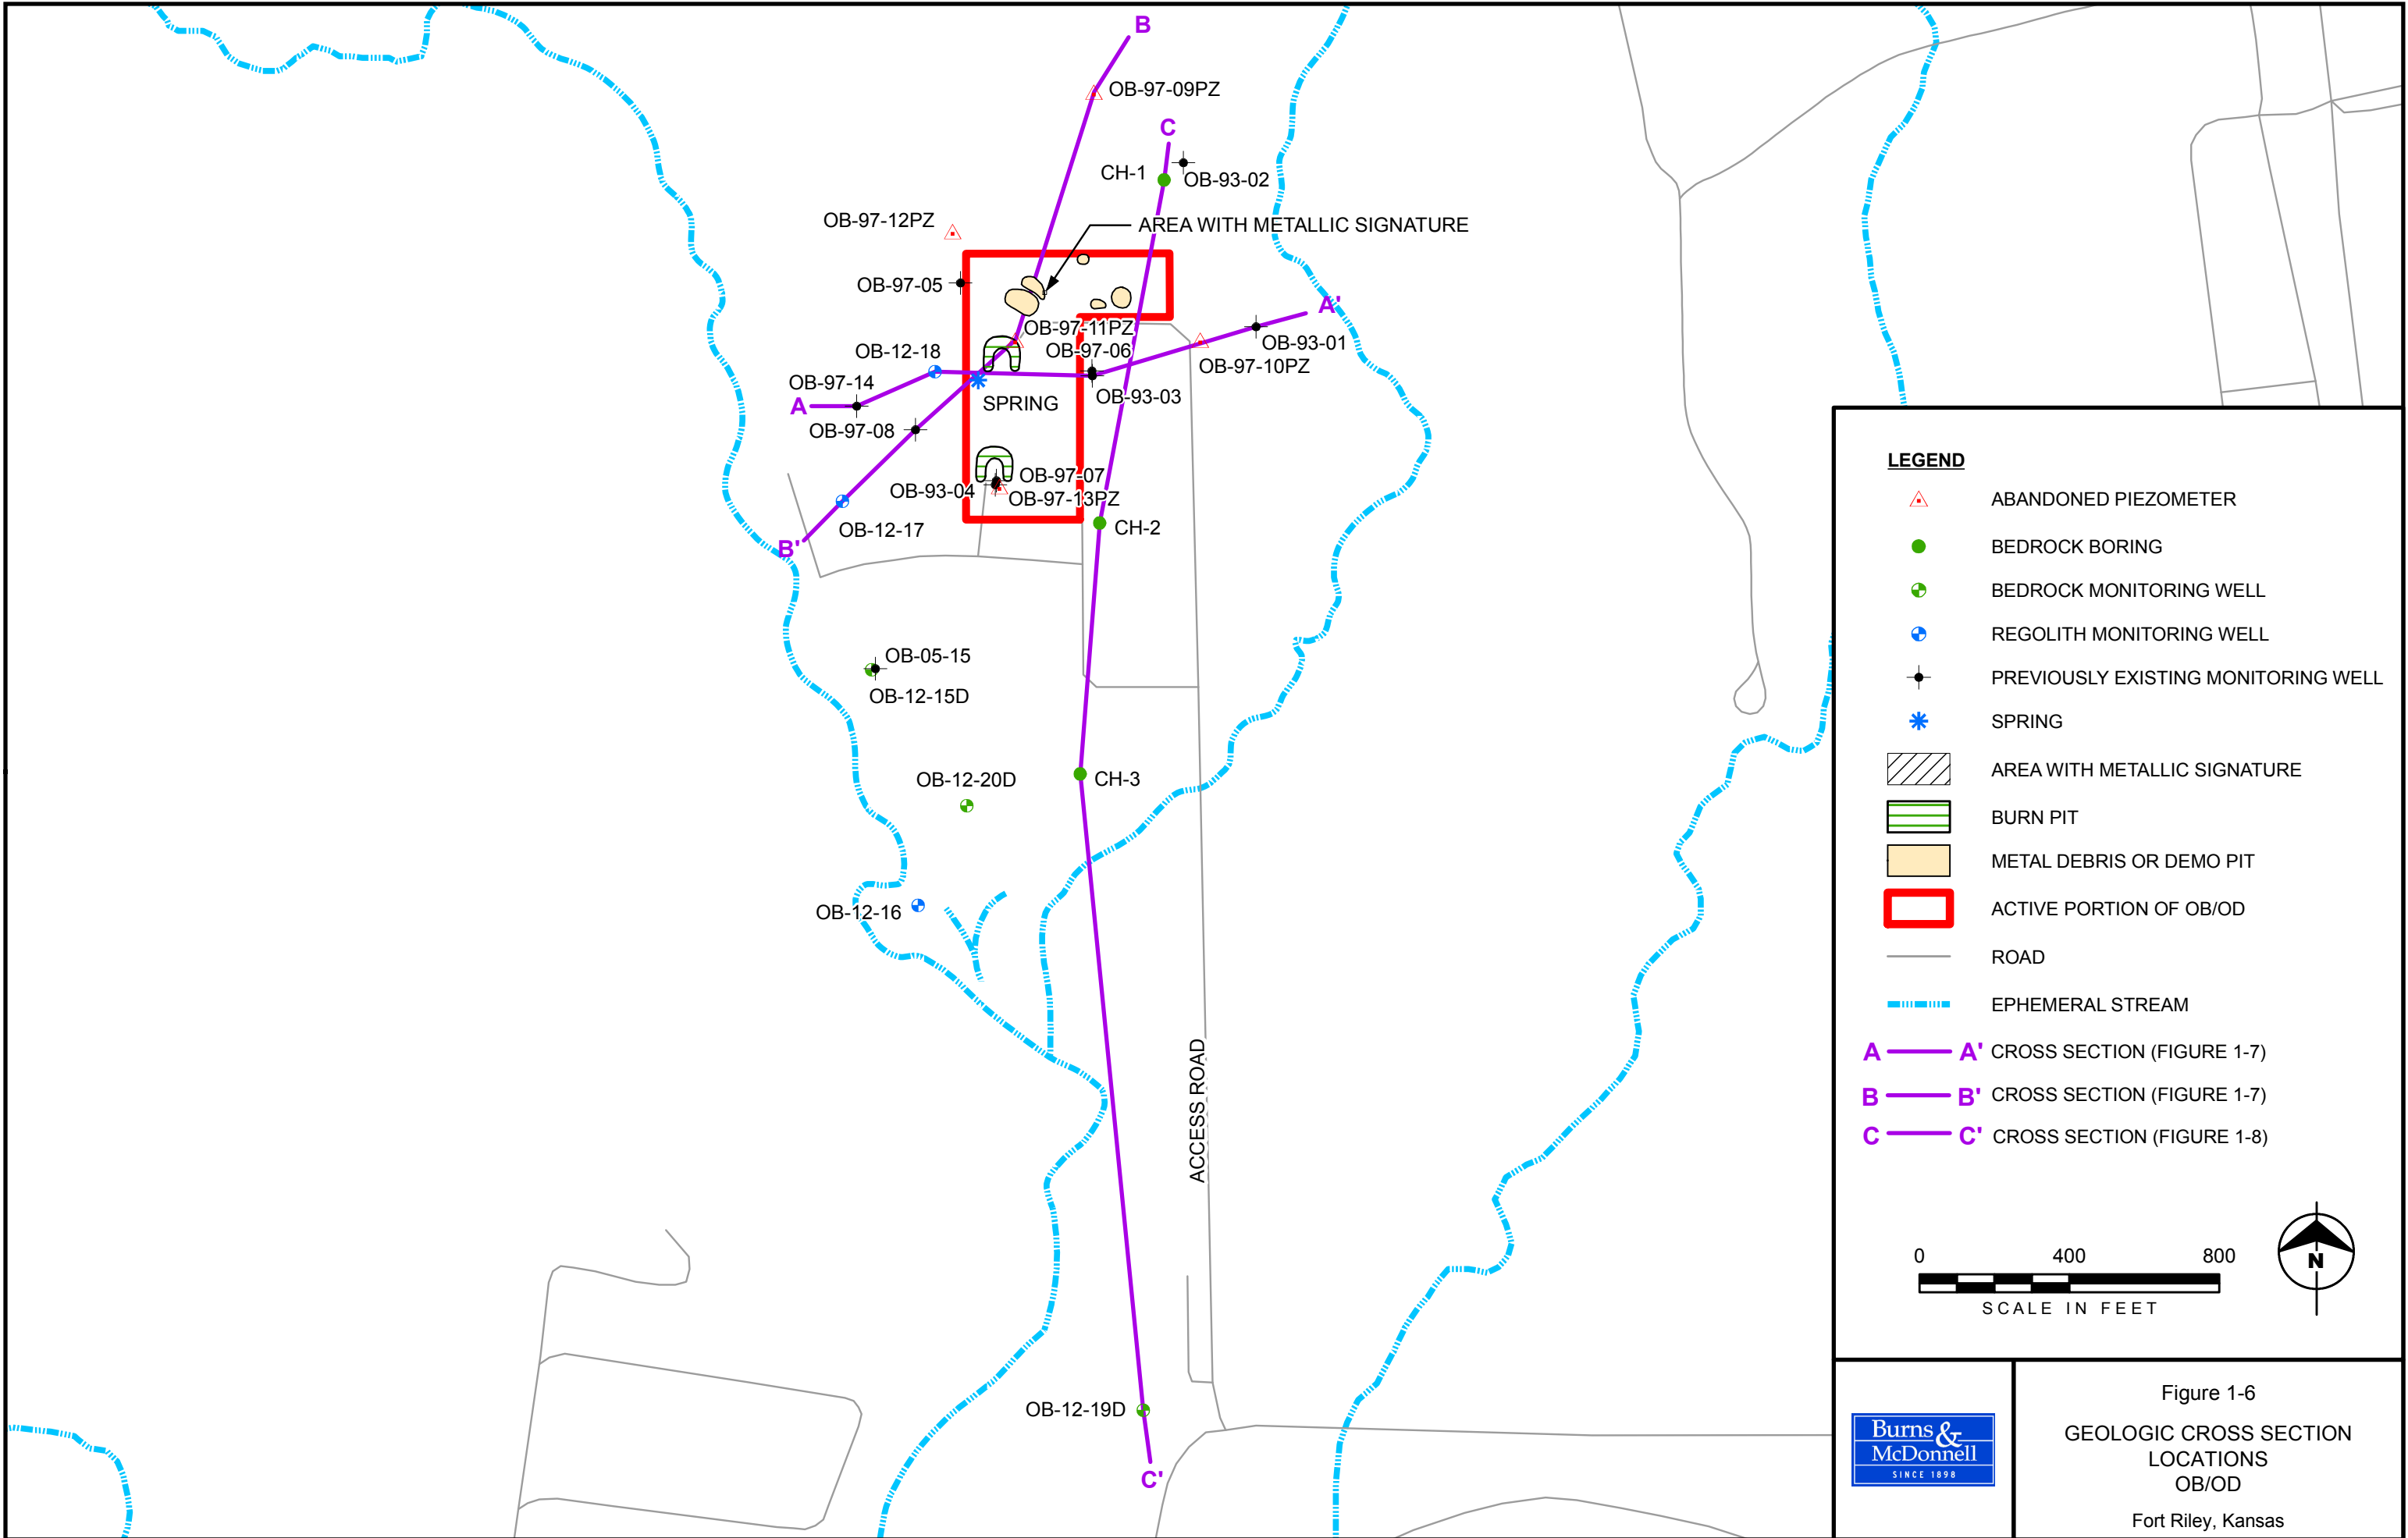 B
OB-97-09PZ
C
CH-1
OB-93-02
OB-97-12PZ
AREA WITH METALLIC SIGNATURE
OB-97-05
A'
OB-97-11PZ
OB-93-01
OB-12-18
OB-97-06
OB-97-10PZ
OB-97-14
OB-93-03
A
SPRING
OB-97-08
OB-97-07
OB-93-04
OB-97-13PZ
OB-12-17
CH-2
B'
OB-05-15
OB-12-15D
OB-12-20D
CH-3
OB-12-16
ACCESS ROAD
OB-12-19D
C'
LEGEND
ABANDONED PIEZOMETER
BEDROCK BORING
BEDROCK MONITORING WELL
REGOLITH MONITORING WELL
PREVIOUSLY EXISTING MONITORING WELL
SPRING
AREA WITH METALLIC SIGNATURE
BURN PIT
METAL DEBRIS OR DEMO PIT
ACTIVE PORTION OF OB/OD
ROAD
EPHEMERAL STREAM
A A' CROSS SECTION (FIGURE 1-7)
B B' CROSS SECTION (FIGURE 1-7)
C C' CROSS SECTION (FIGURE 1-8)
0 400 800
SCALE IN FEET
N
Burns &
McDonnell
SINCE 1898
Figure 1-6
GEOLOGIC CROSS SECTION
LOCATIONS
OB/OD
Fort Riley, Kansas